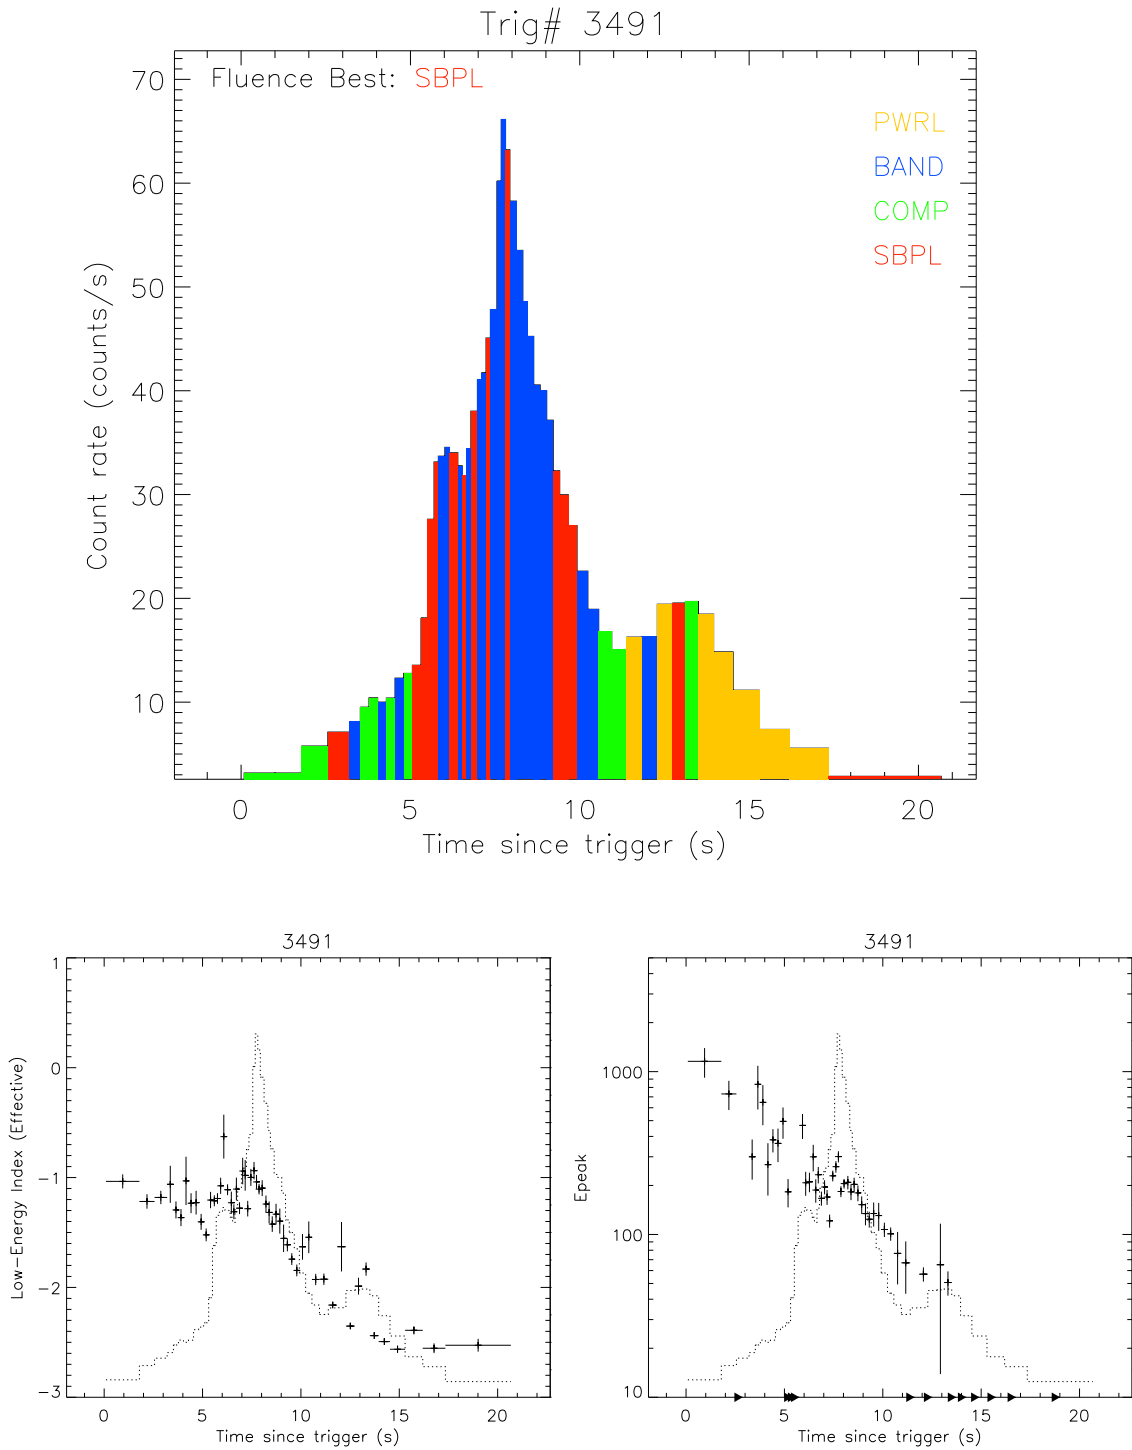 Trig# 3491
Fluence Best: SBPL
PWRL
BAND
COMP
SBPL
Count rate (counts/s)
70
60
50
40
30
20
10
0 5 10 15 20
Time since trigger (s)
3491
Low-Energy Index (Effective)
1
0
-1
-2
-3
0 5 10 15 20
Time since trigger (s)
3491
Epeak
1000
100
10
0 5 10 15 20
Time since trigger (s)